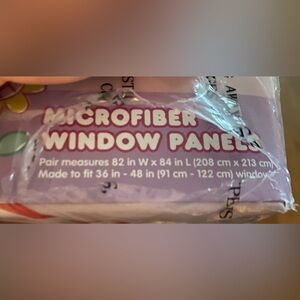 MICROFIBER
WINDOW PANELS
Pair measures 82 in W x 84 in L (208 cm x 213 cm)
Made to fit 36 in - 48 in (91 cm - 122 cm) window